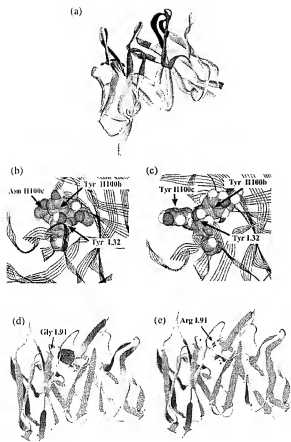 (a)
(b)
(c)
Tyr H100b
Asn H100c
Tyr L32
Tyr H100c
Tyr H100b
Tyr L32
(d)
(e)
Gly L91
Arg L91